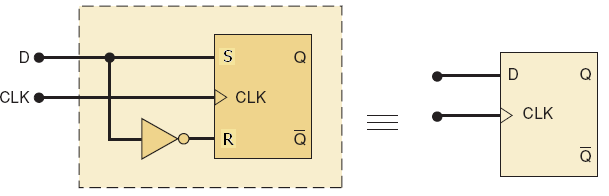 D S Q
CLK CLK
R Q̅
D Q
CLK
Q̅